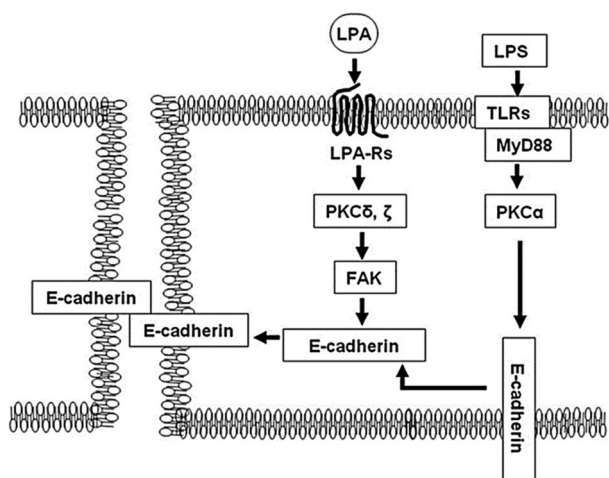 LPA
LPS
TLRs
MyD88
LPA-Rs
PKCδ, ζ
PKCα
FAK
E-cadherin
E-cadherin
E-cadherin
E-cadherin